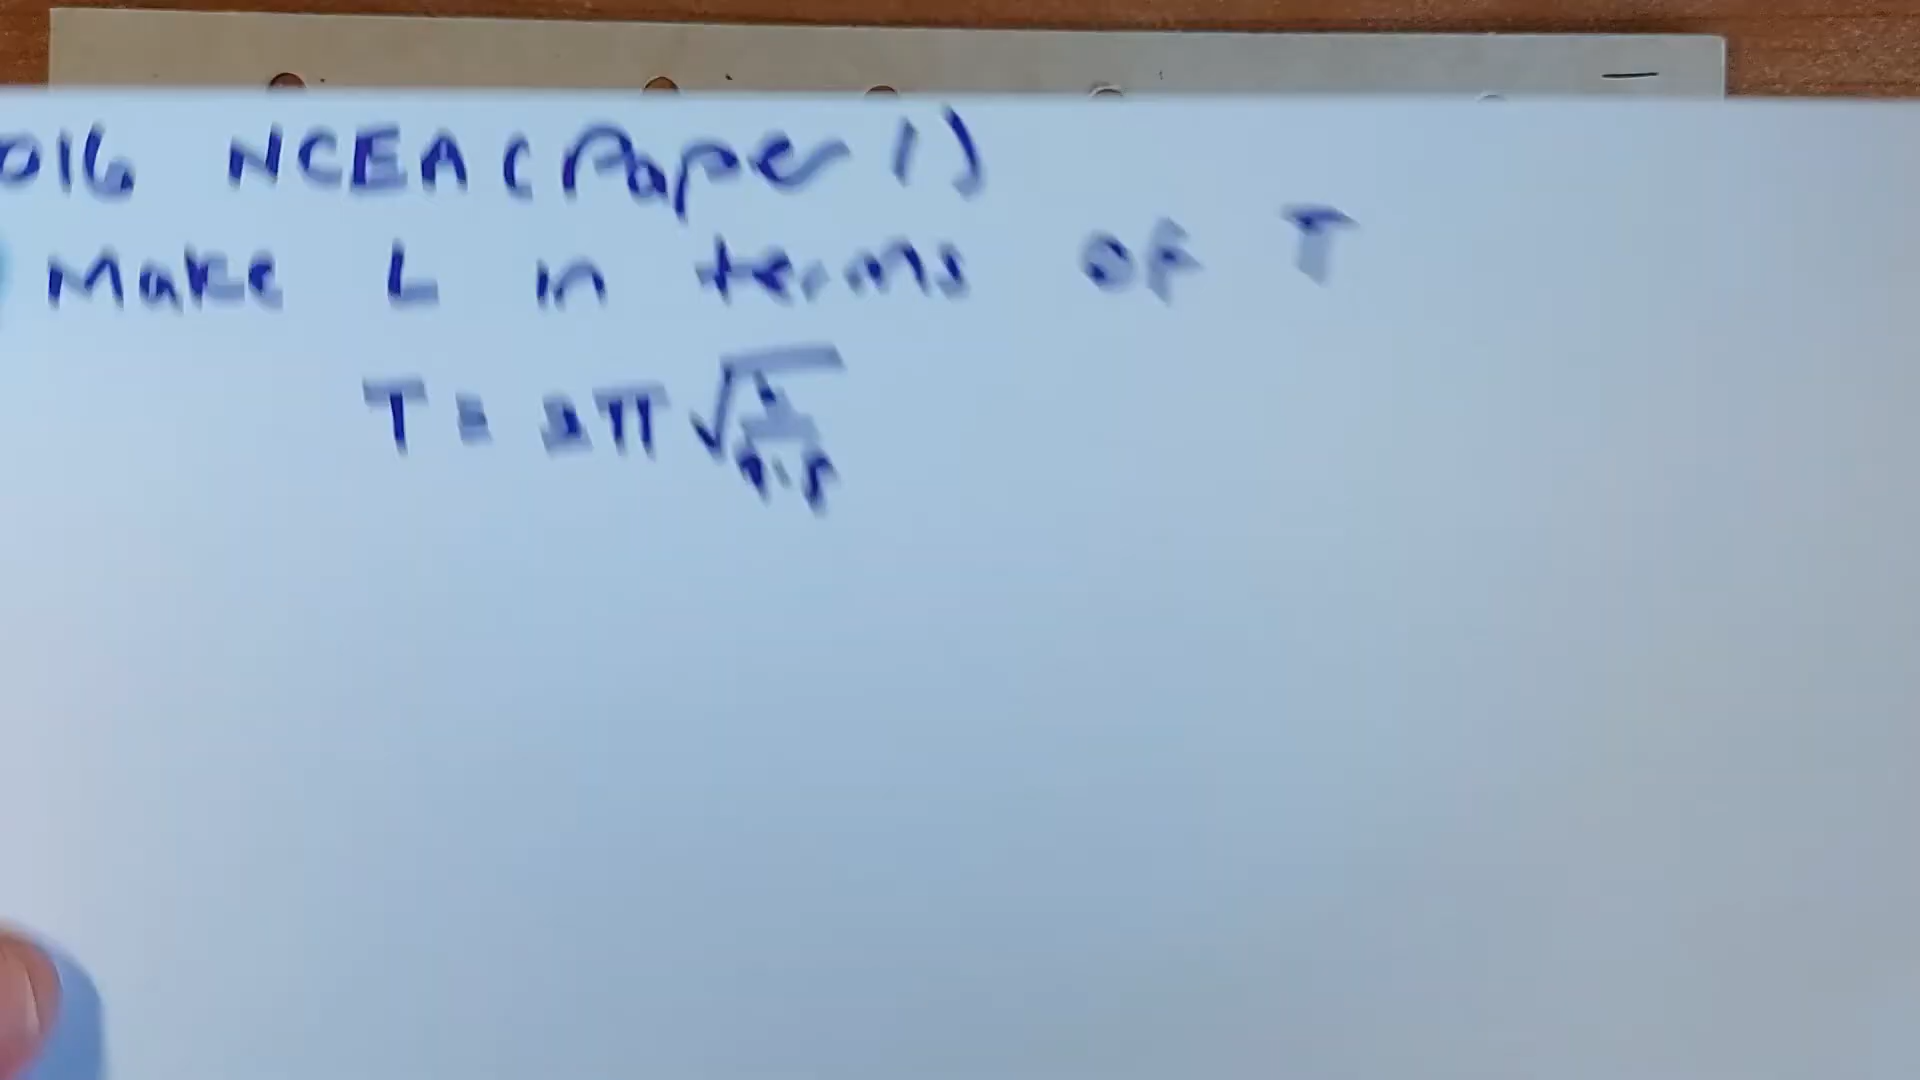 016 NCEA (Paper 1)
Make L in terms of T
T = 2π √(L/9.8)